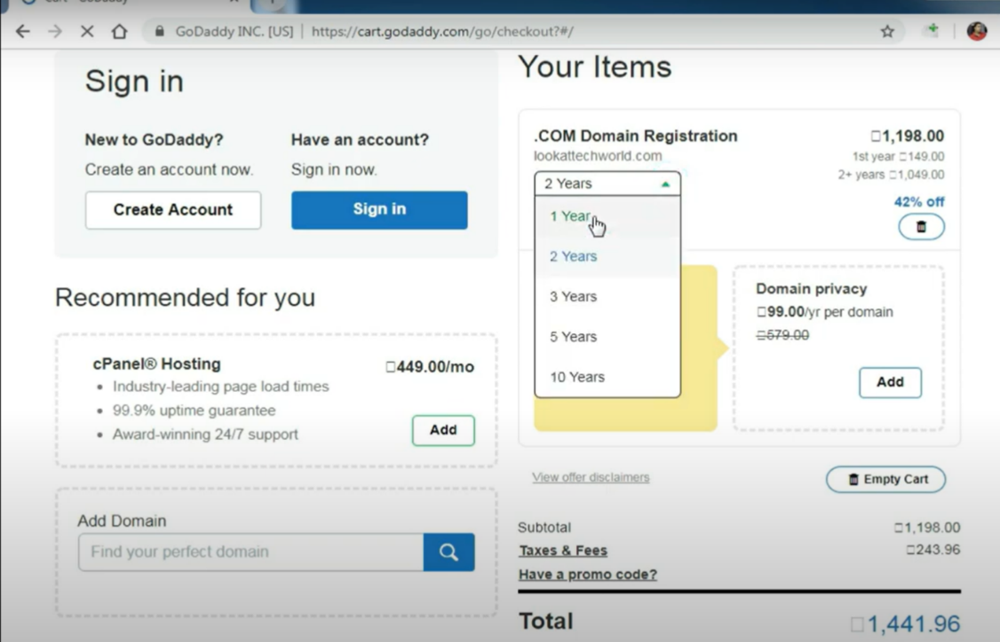 GoDaddy INC. [US] | https://cart.godaddy.com/go/checkout?#/
Sign in
New to GoDaddy?
Create an account now.
Create Account
Have an account?
Sign in now.
Sign in
Recommended for you
cPanel® Hosting
□449.00/mo
• Industry-leading page load times
• 99.9% uptime guarantee
• Award-winning 24/7 support
Add
Add Domain
Find your perfect domain
Your Items
.COM Domain Registration
□1,198.00
lookattechworld.com
1st year □149.00
2+ years □1,049.00
42% off
2 Years
1 Year
2 Years
3 Years
5 Years
10 Years
Domain privacy
□99.00/yr per domain
□579.00
Add
View offer disclaimers
Empty Cart
Subtotal
□1,198.00
Taxes & Fees
□243.96
Have a promo code?
Total
□1,441.96